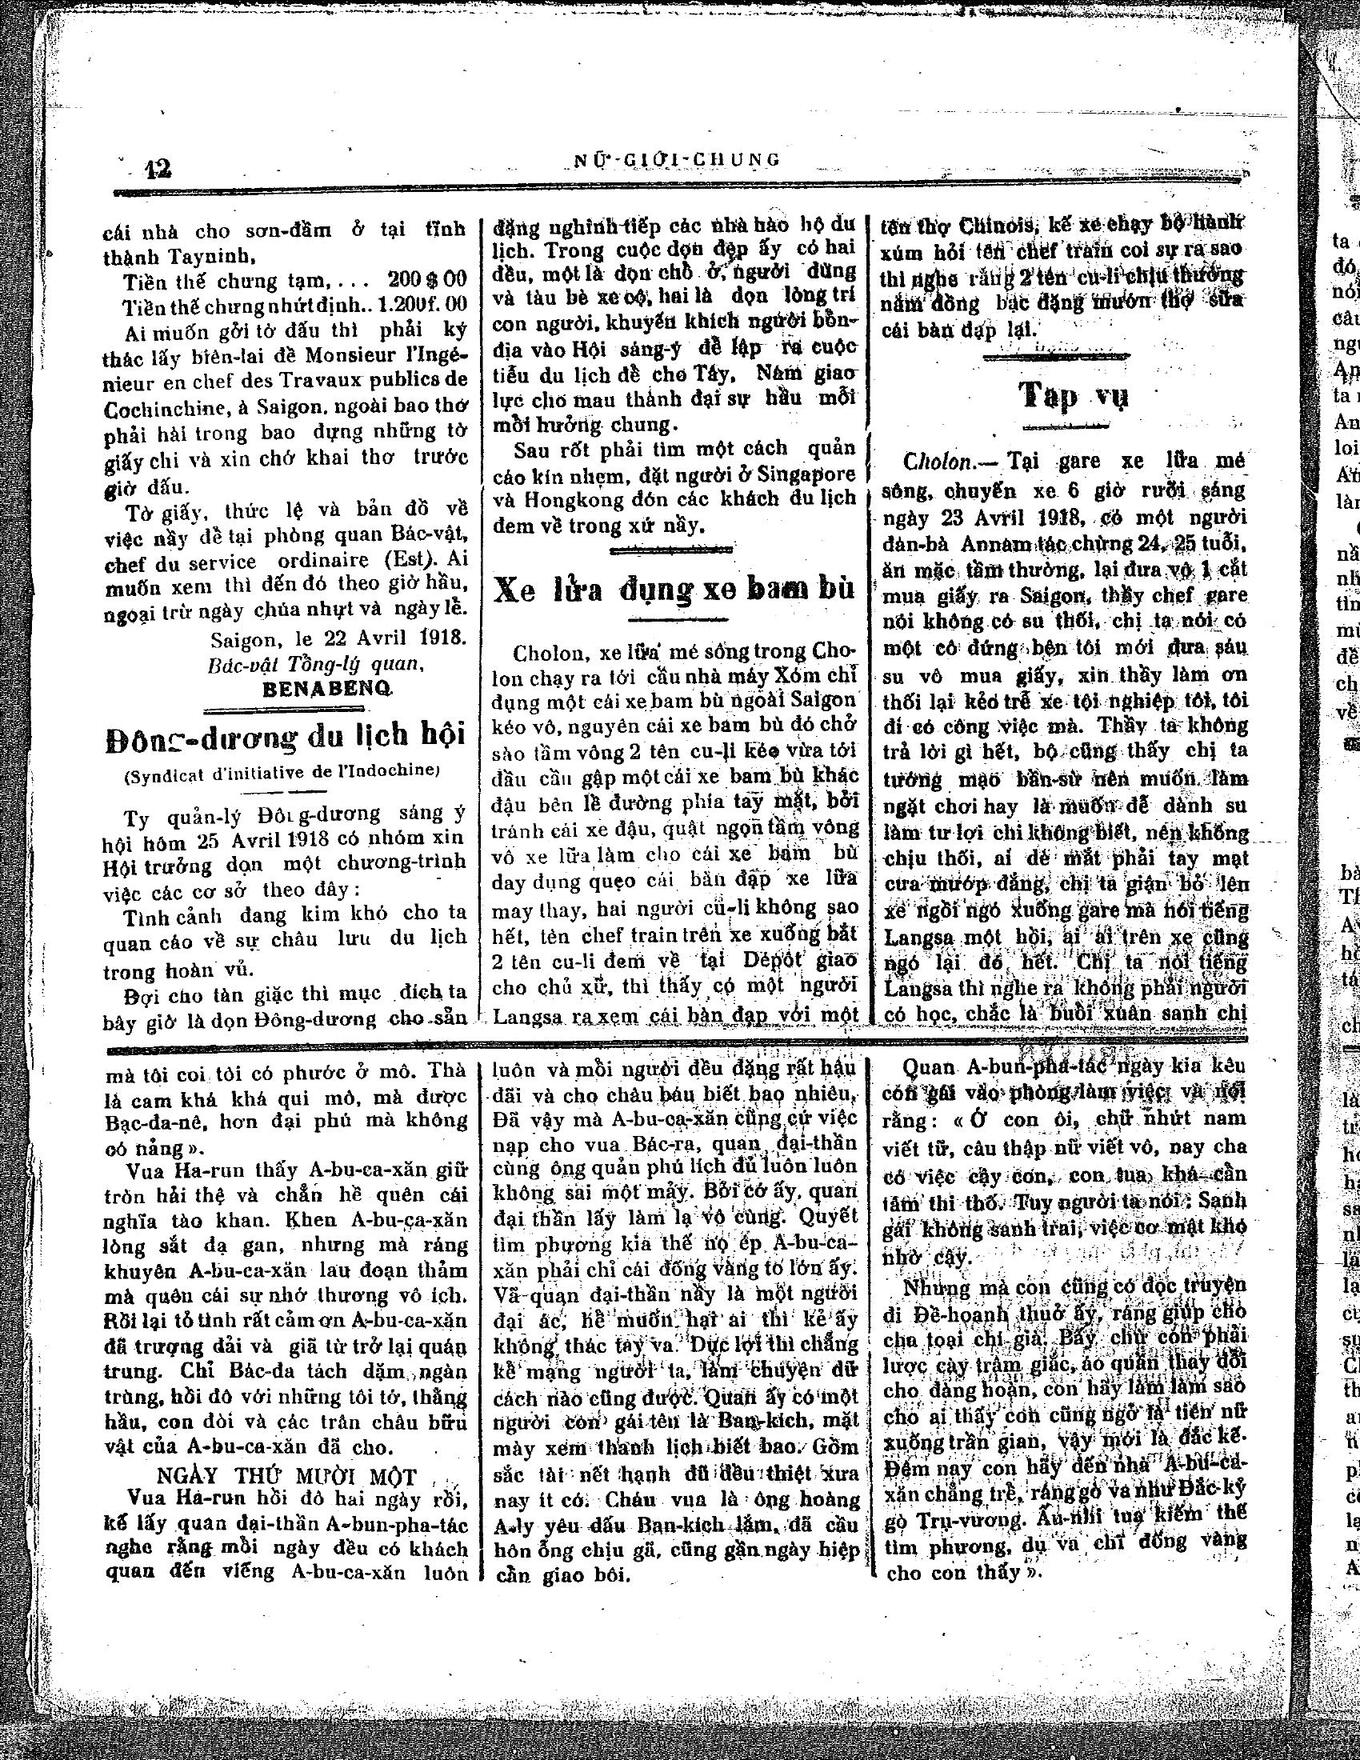 12
NỮ-GIỚI-CHUNG
cái nhà cho sơn-đầm ở tại tỉnh
thành Tayninh,
Tiền thế chưng tạm,... 200$00
Tiền thế chưng nhứt định.. 1.200f.00
Ai muốn gởi tờ đấu thì phải ký
thác lấy biên-lai đề Monsieur l'Ingé-
nieur en chef des Travaux publics de
Cochinchine, à Saigon. ngoài bao thơ
phải hài trong bao dựng những tờ
giấy chi và xin chớ khai thơ trước
giờ đấu.
Tờ giấy, thức lệ và bản đồ về
việc nầy để tại phòng quan Bác-vật,
chef du service ordinaire (Est). Ai
muốn xem thì đến đó theo giờ hầu,
ngoại trừ ngày chúa nhựt và ngày lễ.
Saigon, le 22 Avril 1918.
Bác-vật Tổng-lý quan,
BENABENQ.
Đông-dương du lịch hội
(Syndicat d'initiative de l'Indochine)
Ty quản-lý Đông-dương sáng ý
hội hôm 25 Avril 1918 có nhóm xin
Hội trưởng dọn một chương-trình
việc các cơ sở theo đây:
Tình cảnh đang kim khó cho ta
quan cáo về sự châu lưu du lịch
trong hoàn vủ.
Đợi cho tàn giặc thì mục đích ta
bây giờ là dọn Đông-dương cho sẵn
đặng nghinh tiếp các nhà hào hộ du
lịch. Trong cuộc dọn đẹp ấy có hai
đều, một là dọn chỗ ở, người dùng
và tàu bè xe cộ, hai là dọn lòng trí
con người, khuyến khích người bổn-
địa vào Hội sáng-ý để lập ra cuộc
tiểu du lịch để cho Tây, Nam giao
lực cho mau thành đại sự hầu mỗi
mỗi hưởng chung.
Sau rốt phải tìm một cách quản
cáo kín nhẹm, đặt người ở Singapore
và Hongkong đón các khách du lịch
đem về trong xứ nầy.
Xe lửa đụng xe bam bù
Cholon, xe lửa mé sông trong Cho-
lon chạy ra tới cầu nhà máy Xóm chỉ
đụng một cái xe bam bù ngoài Saigon
kéo vô, nguyên cái xe bam bù đó chở
sào tầm vông 2 tên cu-li kéo vừa tới
đầu cầu gặp một cái xe bam bù khác
đậu bên lề đường phía tay mặt, bởi
tránh cái xe đậu, quật ngọn tầm vông
vô xe lửa làm cho cái xe bam bù
day đụng quẹo cái bàn đập xe lửa
may thay, hai người cu-li không sao
hết, tên chef train trên xe xuống bắt
2 tên cu-li đem về tại Dépôt giao
cho chủ xử, thì thấy có một người
Langsa ra xem cái bàn đạp với một
tên thợ Chinois, kế xe chạy bộ hành
xúm hỏi tên chef train coi sự ra sao
thì nghe rằng 2 tên cu-li chịu thường
năm đồng bạc đặng mướn thợ sửa
cái bàn đạp lại.
Tạp vụ
Cholon.— Tại gare xe lửa mé
sông, chuyến xe 6 giờ rưỡi sáng
ngày 23 Avril 1918, có một người
đàn-bà Annam tác chừng 24, 25 tuổi,
ăn mặc tầm thường, lại đưa vô 1 cắt
mua giấy ra Saigon, thầy chef gare
nói không có su thối, chị ta nói có
một cô đứng bên tôi mới đưa sáu
su vô mua giấy, xin thầy làm ơn
thối lại kẻo trễ xe tội nghiệp tôi, tôi
đi có công việc mà. Thầy ta không
trả lời gì hết, bộ cũng thấy chị ta
tướng mạo bần-sử nên muốn làm
ngặt chơi hay là muốn để dành su
làm tư lợi chi không biết, nên không
chịu thối, ai dè mắt phải tay mạt
cưa mướp đắng, chị ta giận bỏ lên
xe ngồi ngó xuống gare mà nói tiếng
Langsa một hồi, ai ai trên xe cũng
ngó lại đó hết. Chị ta nói tiếng
Langsa thì nghe ra không phải người
có học, chắc là buổi xuân sanh chị
mà tôi coi tôi có phước ở mô. Thà
là cam khá khá qui mô, mà được
Bạc-đa-nê, hơn đại phú mà không
có nàng ».
Vua Ha-run thấy A-bu-ca-xăn giữ
tròn hải thệ và chẳn hề quên cái
nghĩa tào khan. Khen A-bu-ca-xăn
lòng sắt dạ gan, nhưng mà ráng
khuyên A-bu-ca-xăn lau đoạn thảm
mà quên cái sự nhớ thương vô ích.
Rồi lại tỏ tình rất cảm ơn A-bu-ca-xăn
đã trượng đải và giã từ trở lại quán
trung. Chỉ Bác-đa tách dặm ngàn
trùng, hồi đô với những tôi tớ, thằng
hầu, con đòi và các trân châu bữu
vật của A-bu-ca-xăn đã cho.
NGÀY THỨ MƯỜI MỘT
Vua Ha-run hồi đô hai ngày rồi,
kế lấy quan đại-thần A-bun-pha-tác
nghe rằng mỗi ngày đều có khách
quan đến viếng A-bu-ca-xăn luôn
luôn và mỗi người đều đặng rất hậu
đãi và cho châu báu biết bao nhiêu,
Đã vậy mà A-bu-ca-xăn cũng cứ việc
nạp cho vua Bác-ra, quan đại-thần
cùng ông quản phủ lịch đủ luôn luôn
không sai một mảy. Bởi cớ ấy, quan
đại thần lấy làm lạ vô cùng. Quyết
tìm phương kia thế nọ ép A-bu-ca-
xăn phải chỉ cái đống vàng to lớn ấy.
Vả-quan đại-thần nầy là một người
đại ác, hễ muốn hại ai thì kẻ ấy
không thác tay va. Dục lợi thì chẳng
kể mạng người ta, làm chuyện dữ
cách nào cũng được. Quan ấy có một
người con gái tên là Ban-kích, mặt
mày xem thanh lịch biết bao. Gồm
sắc tài nết hạnh đủ đều thiệt xưa
nay ít có. Cháu vua là ông hoàng
A-ly yêu dấu Ban-kích lắm, đã cầu
hôn ổng chịu gã, cũng gần ngày hiệp
cần giao bôi.
Quan A-bun-pha-tác ngày kia kêu
con gái vào phòng làm việc và nói
rằng: « Ớ con ôi, chữ nhứt nam
viết tữ, câu thập nữ viết vô, nay cha
có việc cậy con, con tua khá cần
tâm thi thố. Tuy người ta nói: Sanh
gái không sanh trai, việc cơ mật khó
nhờ cậy.
Nhưng mà con cũng có đọc truyện
đi Đề-hoanh thuở ấy, ráng giúp cho
cha toại chí già. Bây chừ con phải
lược cày trâm giắc, áo quần thay đổi
cho đàng hoàn, con hãy làm làm sao
cho ai thấy con cũng ngờ là tiên nữ
xuống trần gian, vậy mới là đắc kế.
Đêm nay con hãy đến nhà A-bu-ca-
xăn chẳng trễ, ráng gò va như Đắc-kỷ
gò Trụ-vương. Ấu-nhi tua kiếm thế
tìm phương, dụ va chỉ đống vàng
cho con thấy ».